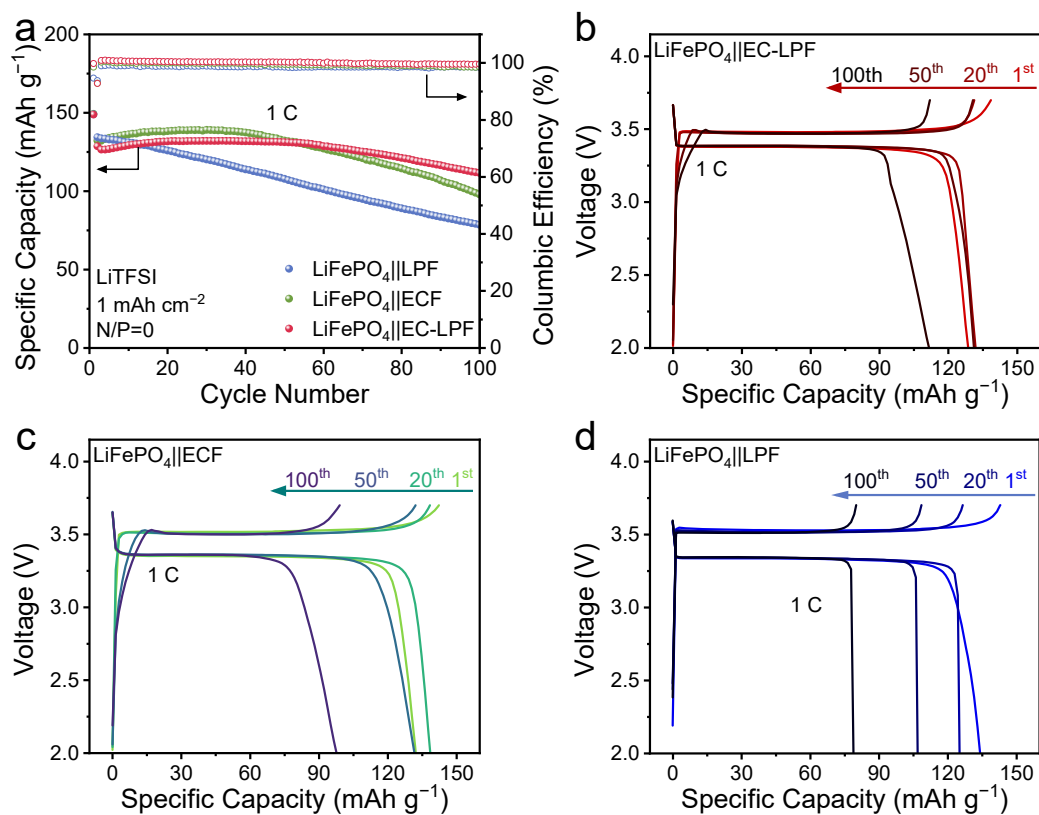 a
Specific Capacity (mAh g⁻¹)
200
150
100
50
0
1 C
LiTFSI
1 mAh cm⁻²
N/P=0
LiFePO₄||LPF
LiFePO₄||ECF
LiFePO₄||EC-LPF
0 20 40 60 80 100
Cycle Number
100
80
60
40
20
0
Columbic Efficiency (%)
b
LiFePO₄||EC-LPF
100th 50ᵗʰ 20ᵗʰ 1ˢᵗ
1 C
Voltage (V)
4.0
3.5
3.0
2.5
2.0
0 30 60 90 120 150
Specific Capacity (mAh g⁻¹)
c
LiFePO₄||ECF
100ᵗʰ 50ᵗʰ 20ᵗʰ 1ˢᵗ
1 C
Voltage (V)
4.0
3.5
3.0
2.5
2.0
0 30 60 90 120 150
Specific Capacity (mAh g⁻¹)
d
LiFePO₄||LPF
100ᵗʰ 50ᵗʰ 20ᵗʰ 1ˢᵗ
1 C
Voltage (V)
4.0
3.5
3.0
2.5
2.0
0 30 60 90 120 150
Specific Capacity (mAh g⁻¹)